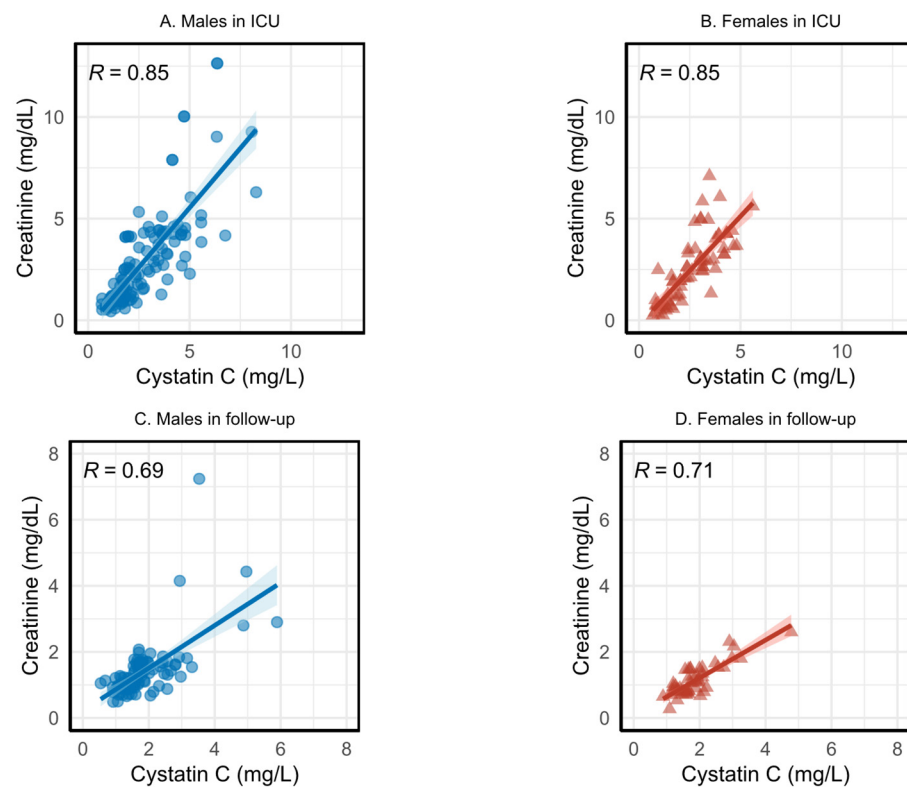 A. Males in ICU
R = 0.85
Creatinine (mg/dL)
10
5
0
0 5 10
Cystatin C (mg/L)
B. Females in ICU
R = 0.85
Creatinine (mg/dL)
10
5
0
0 5 10
Cystatin C (mg/L)
C. Males in follow-up
R = 0.69
Creatinine (mg/dL)
8
6
4
2
0
0 2 4 6 8
Cystatin C (mg/L)
D. Females in follow-up
R = 0.71
Creatinine (mg/dL)
8
6
4
2
0
0 2 4 6 8
Cystatin C (mg/L)